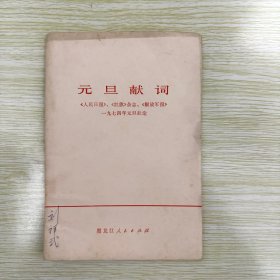 元旦献词
《人民日报》、《红旗》杂志、《解放军报》
一九七四年元旦社论
黑龙江人民出版社